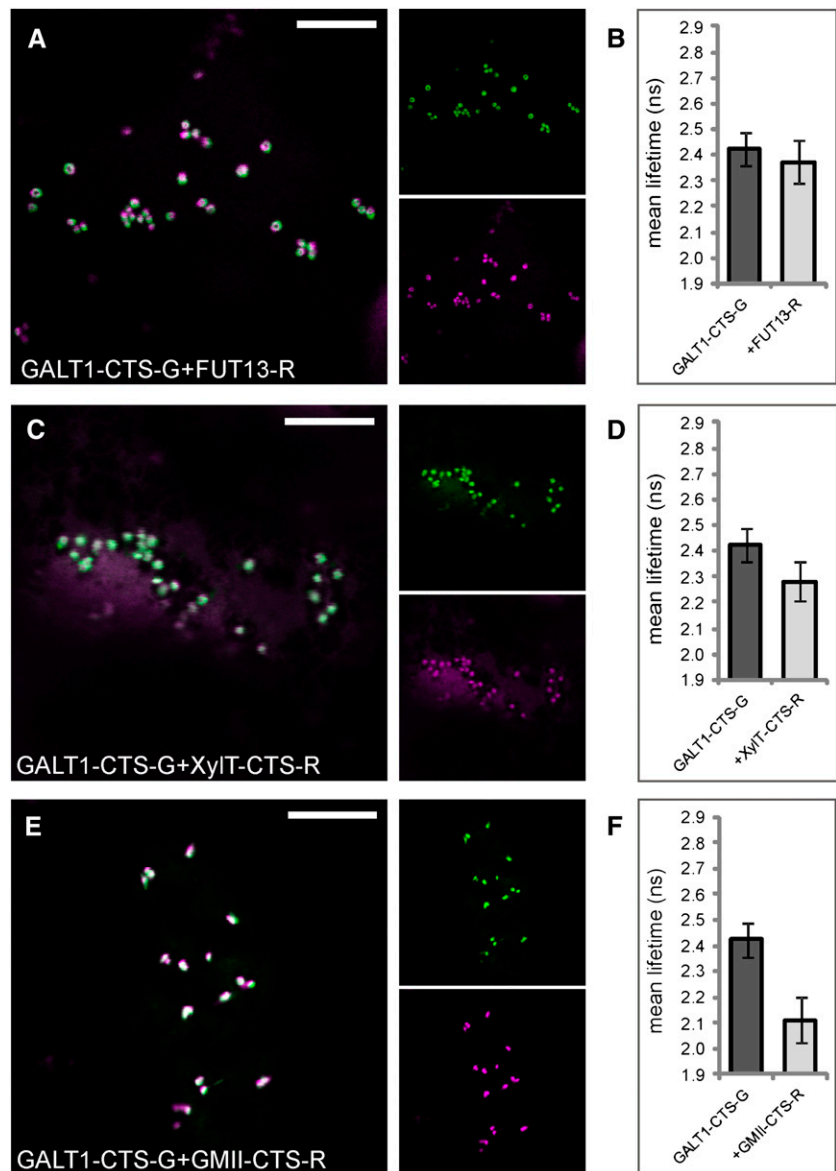 A
GALT1-CTS-G+FUT13-R
B
mean lifetime (ns)
2.9
2.8
2.7
2.6
2.5
2.4
2.3
2.2
2.1
2.0
1.9
GALT1-CTS-G
+FUT13-R
C
GALT1-CTS-G+XylT-CTS-R
D
mean lifetime (ns)
2.9
2.8
2.7
2.6
2.5
2.4
2.3
2.2
2.1
2.0
1.9
GALT1-CTS-G
+XylT-CTS-R
E
GALT1-CTS-G+GMII-CTS-R
F
mean lifetime (ns)
2.9
2.8
2.7
2.6
2.5
2.4
2.3
2.2
2.1
2.0
1.9
GALT1-CTS-G
+GMII-CTS-R